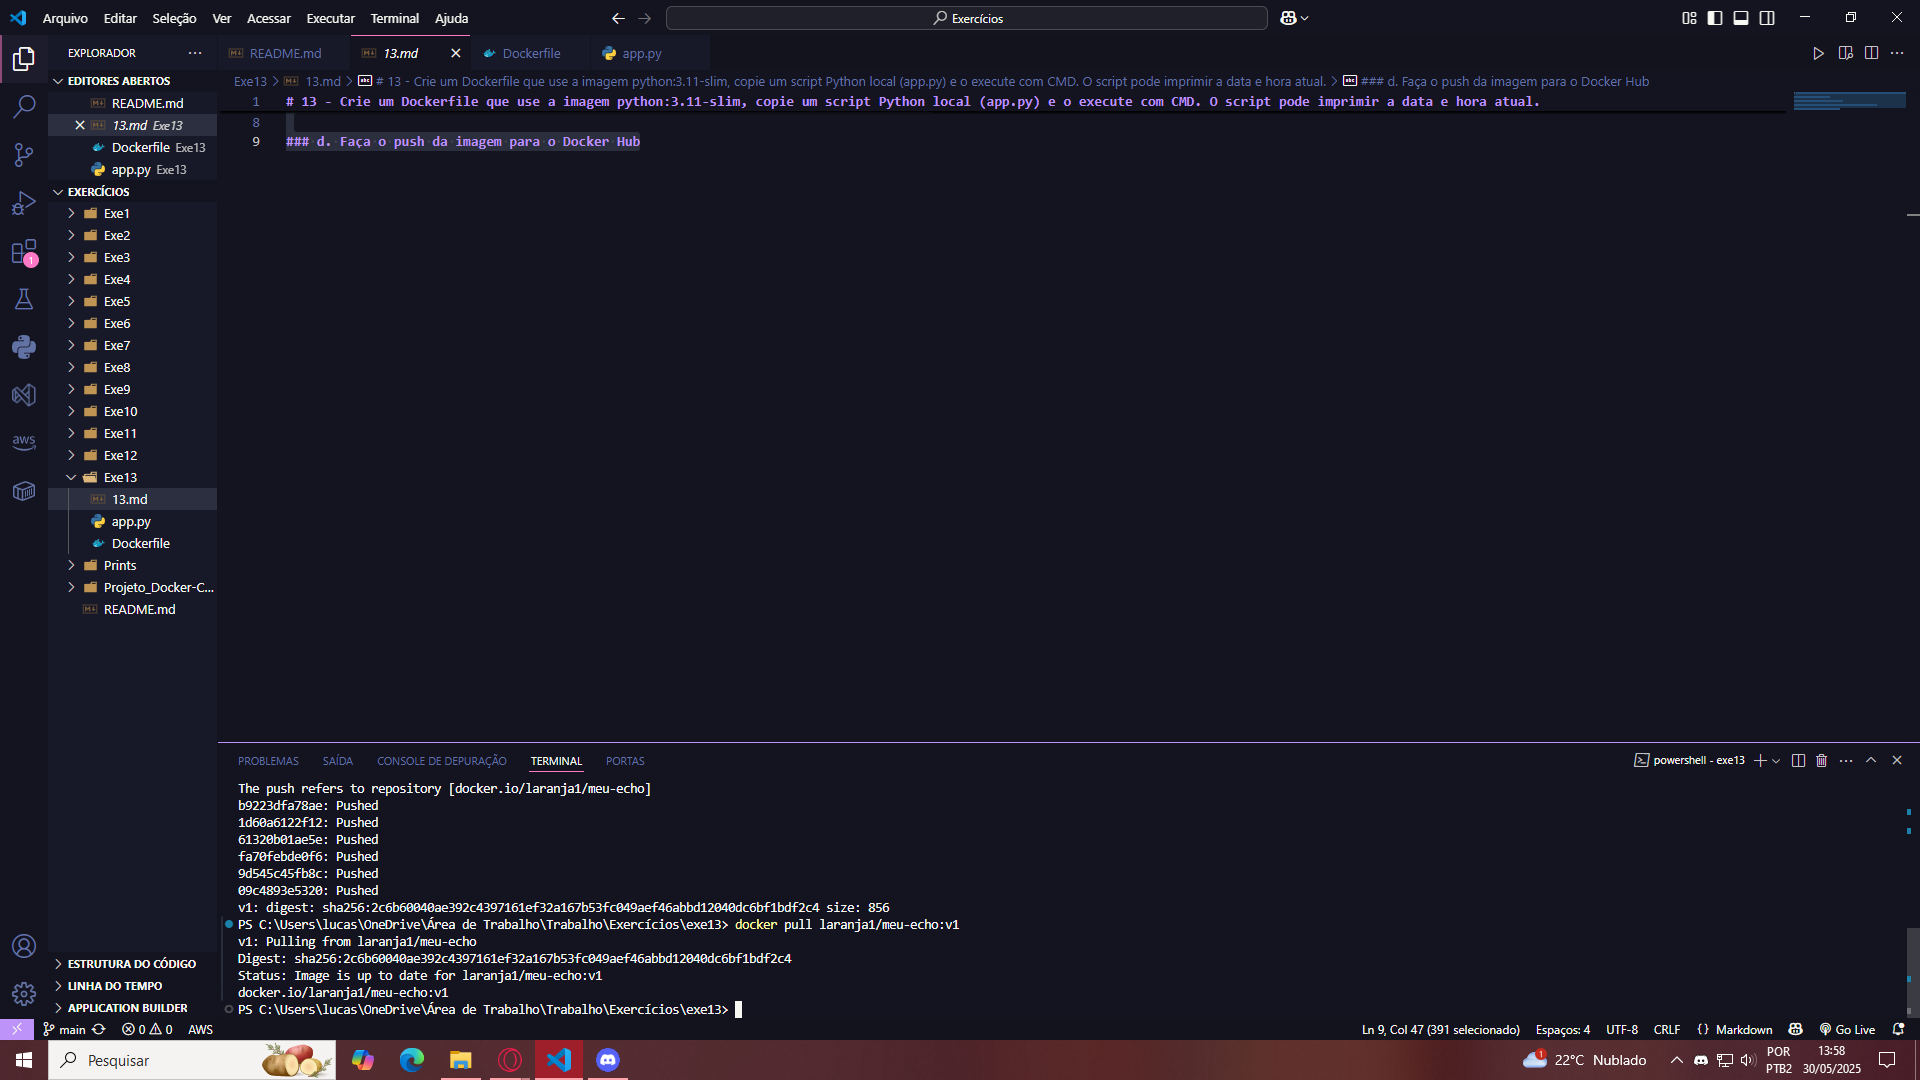 Arquivo Editar Seleção Ver Acessar Executar Terminal Ajuda
Exercícios
EXPLORADOR
README.md
13.md
Dockerfile
app.py
EDITORES ABERTOS
README.md
13.md Exe13
Dockerfile Exe13
app.py Exe13
EXERCÍCIOS
Exe1
Exe2
Exe3
Exe4
Exe5
Exe6
Exe7
Exe8
Exe9
Exe10
Exe11
Exe12
Exe13
13.md
app.py
Dockerfile
Prints
Projeto_Docker-C...
README.md
1
aws
ESTRUTURA DO CÓDIGO
LINHA DO TEMPO
APPLICATION BUILDER
Exe13 > 13.md > # 13 - Crie um Dockerfile que use a imagem python:3.11-slim, copie um script Python local (app.py) e o execute com CMD. O script pode imprimir a data e hora atual. > ### d. Faça o push da imagem para o Docker Hub
1 # 13 - Crie um Dockerfile que use a imagem python:3.11-slim, copie um script Python local (app.py) e o execute com CMD. O script pode imprimir a data e hora atual.
8
9 ### d. Faça o push da imagem para o Docker Hub
PROBLEMAS SAÍDA CONSOLE DE DEPURAÇÃO TERMINAL PORTAS
powershell - exe13
The push refers to repository [docker.io/laranja1/meu-echo]
b9223dfa78ae: Pushed
1d60a6122f12: Pushed
61320b01ae5e: Pushed
fa70febde0f6: Pushed
9d545c45fb8c: Pushed
09c4893e5320: Pushed
v1: digest: sha256:2c6b60040ae392c4397161ef32a167b53fc049aef46abbd12040dc6bf1bdf2c4 size: 856
PS C:\Users\lucas\OneDrive\Área de Trabalho\Trabalho\Exercícios\exe13> docker pull laranja1/meu-echo:v1
v1: Pulling from laranja1/meu-echo
Digest: sha256:2c6b60040ae392c4397161ef32a167b53fc049aef46abbd12040dc6bf1bdf2c4
Status: Image is up to date for laranja1/meu-echo:v1
docker.io/laranja1/meu-echo:v1
PS C:\Users\lucas\OneDrive\Área de Trabalho\Trabalho\Exercícios\exe13>
main 0 0 AWS
Ln 9, Col 47 (391 selecionado) Espaços: 4 UTF-8 CRLF {} Markdown Go Live
Pesquisar
1 22°C Nublado
POR
PTB2
13:58
30/05/2025